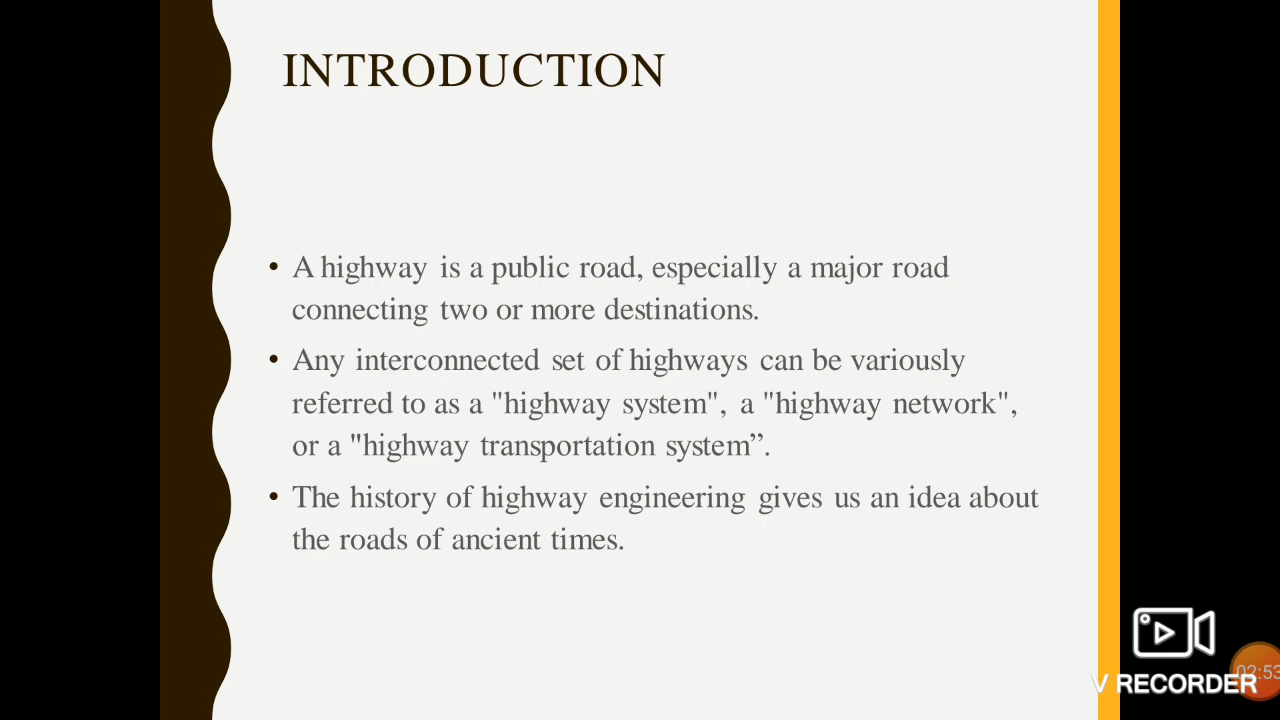 INTRODUCTION
• A highway is a public road, especially a major road
connecting two or more destinations.
• Any interconnected set of highways can be variously
referred to as a "highway system", a "highway network",
or a "highway transportation system”.
• The history of highway engineering gives us an idea about
the roads of ancient times.
02:53
V RECORDER